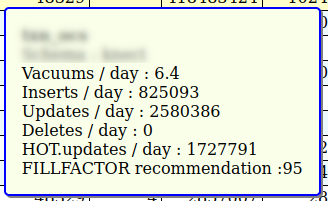 Vacuums / day : 6.4
Inserts / day : 825093
Updates / day : 2580386
Deletes / day : 0
HOT.updates / day : 1727791
FILLFACTOR recommendation :95